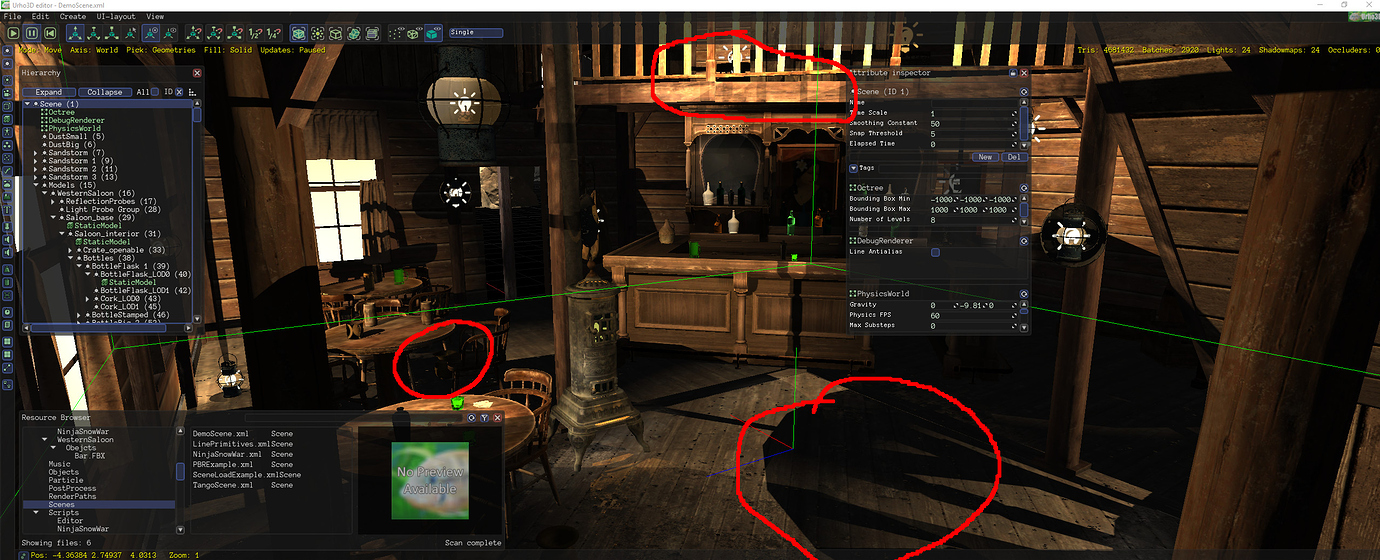 Urho3D editor - DemoScene.xml
File Edit Create UI-layout View
Single
Mode: Move Axis: World Pick: Geometries Fill: Solid Updates: Paused
Tris: 4681432 Batches: 2920 Lights: 24 Shadowmaps: 24 Occluders: 0
Hierarchy
Expand Collapse All ID
Scene (1)
Octree
DebugRenderer
PhysicsWorld
DustSmall (5)
DustBig (6)
Sandstorm (7)
Sandstorm 1 (9)
Sandstorm 2 (11)
Sandstorm 3 (13)
Models (15)
WesternSaloon (16)
ReflectionProbes (17)
Light Probe Group (28)
Saloon_base (29)
StaticModel
Saloon_interior (31)
StaticModel
Crate_openable (33)
Bottles (38)
BottleFlask 1 (39)
BottleFlask_LOD0 (40)
StaticModel
BottleFlask_LOD1 (42)
Cork_LOD0 (43)
Cork_LOD1 (45)
BottleStamped (46)
Attribute inspector
Scene (ID 1)
Name
Time Scale 1
Smoothing Constant 50
Snap Threshold 5
Elapsed Time 0
New Del
Tags
Octree
Bounding Box Min -1000 -1000 -1000
Bounding Box Max 1000 1000 1000
Number of Levels 8
DebugRenderer
Line Antialias
PhysicsWorld
Gravity 0 -9.81 0
Physics FPS 60
Max Substeps 0
Resource Browser
NinjaSnowWar
WesternSaloon
Obejcts
Bar.FBX
Music
Objects
Particle
PostProcess
RenderPaths
Scenes
Scripts
Editor
NinjaSnowWar
DemoScene.xml Scene
LinePrimitives.xml Scene
NinjaSnowWar.xml Scene
PBRExample.xml Scene
SceneLoadExample.xml Scene
TangoScene.xml Scene
No Preview
Available
Showing files: 6
Scan complete
Pos: -4.36384 2.74937 4.0313 Zoom: 1